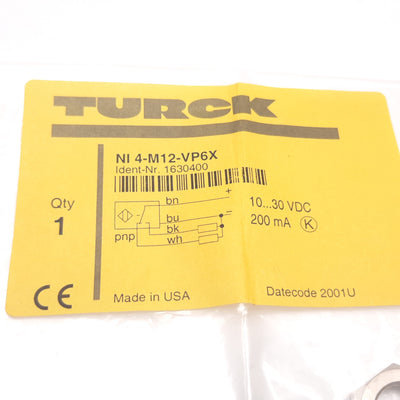 TURCK
NI 4-M12-VP6X
Ident-Nr. 1630400
Qty
1
bn
+
bu
-
bk
wh
pnp
10...30 VDC
200 mA K
CE
Made in USA
Datecode 2001U